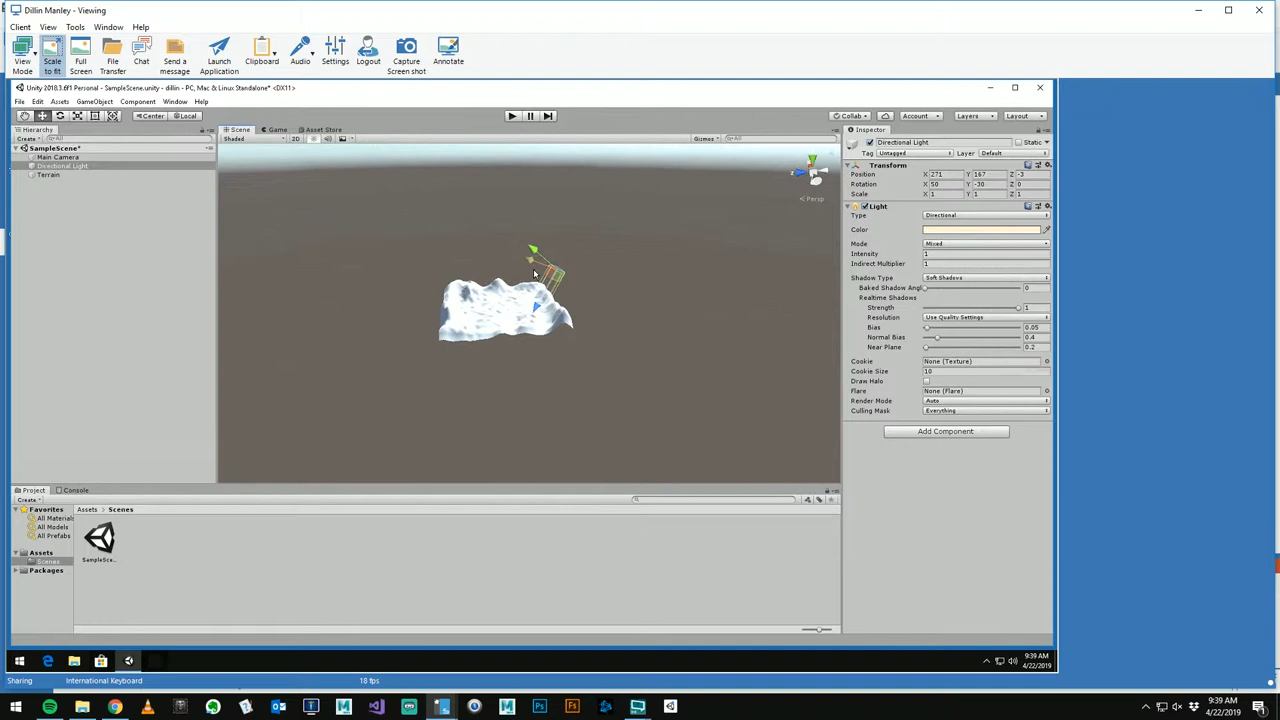 Dillin Manley - Viewing
Client View Tools Window Help
View Mode
Scale to fit
Full Screen
File Transfer
Chat
Send a message
Launch Application
Clipboard
Audio
Settings
Logout
Capture Screen shot
Annotate
Unity 2018.3.6f1 Personal - SampleScene.unity - dillin - PC, Mac & Linux Standalone* <DX11>
File Edit Assets GameObject Component Window Help
Center Local Collab Account Layers Layout
Hierarchy Scene Game Asset Store Inspector
Create All Shaded 2D Gizmos All
SampleScene*
Main Camera
Directional Light
Terrain
z
< Persp
Directional Light Static
Tag Untagged Layer Default
Transform
Position X 271 Y 167 Z -3
Rotation X 50 Y -30 Z 0
Scale X 1 Y 1 Z 1
Light
Type Directional
Color
Mode Mixed
Intensity 1
Indirect Multiplier 1
Shadow Type Soft Shadows
Baked Shadow Angl 0
Realtime Shadows
Strength 1
Resolution Use Quality Settings
Bias 0.05
Normal Bias 0.4
Near Plane 0.2
Cookie None (Texture)
Cookie Size 10
Draw Halo
Flare None (Flare)
Render Mode Auto
Culling Mask Everything
Add Component
Project Console
Create
Favorites
All Materials
All Models
All Prefabs
Assets
Scenes
Packages
Assets Scenes
SampleSce...
9:39 AM
4/22/2019
Sharing International Keyboard 18 fps
9:39 AM
4/22/2019